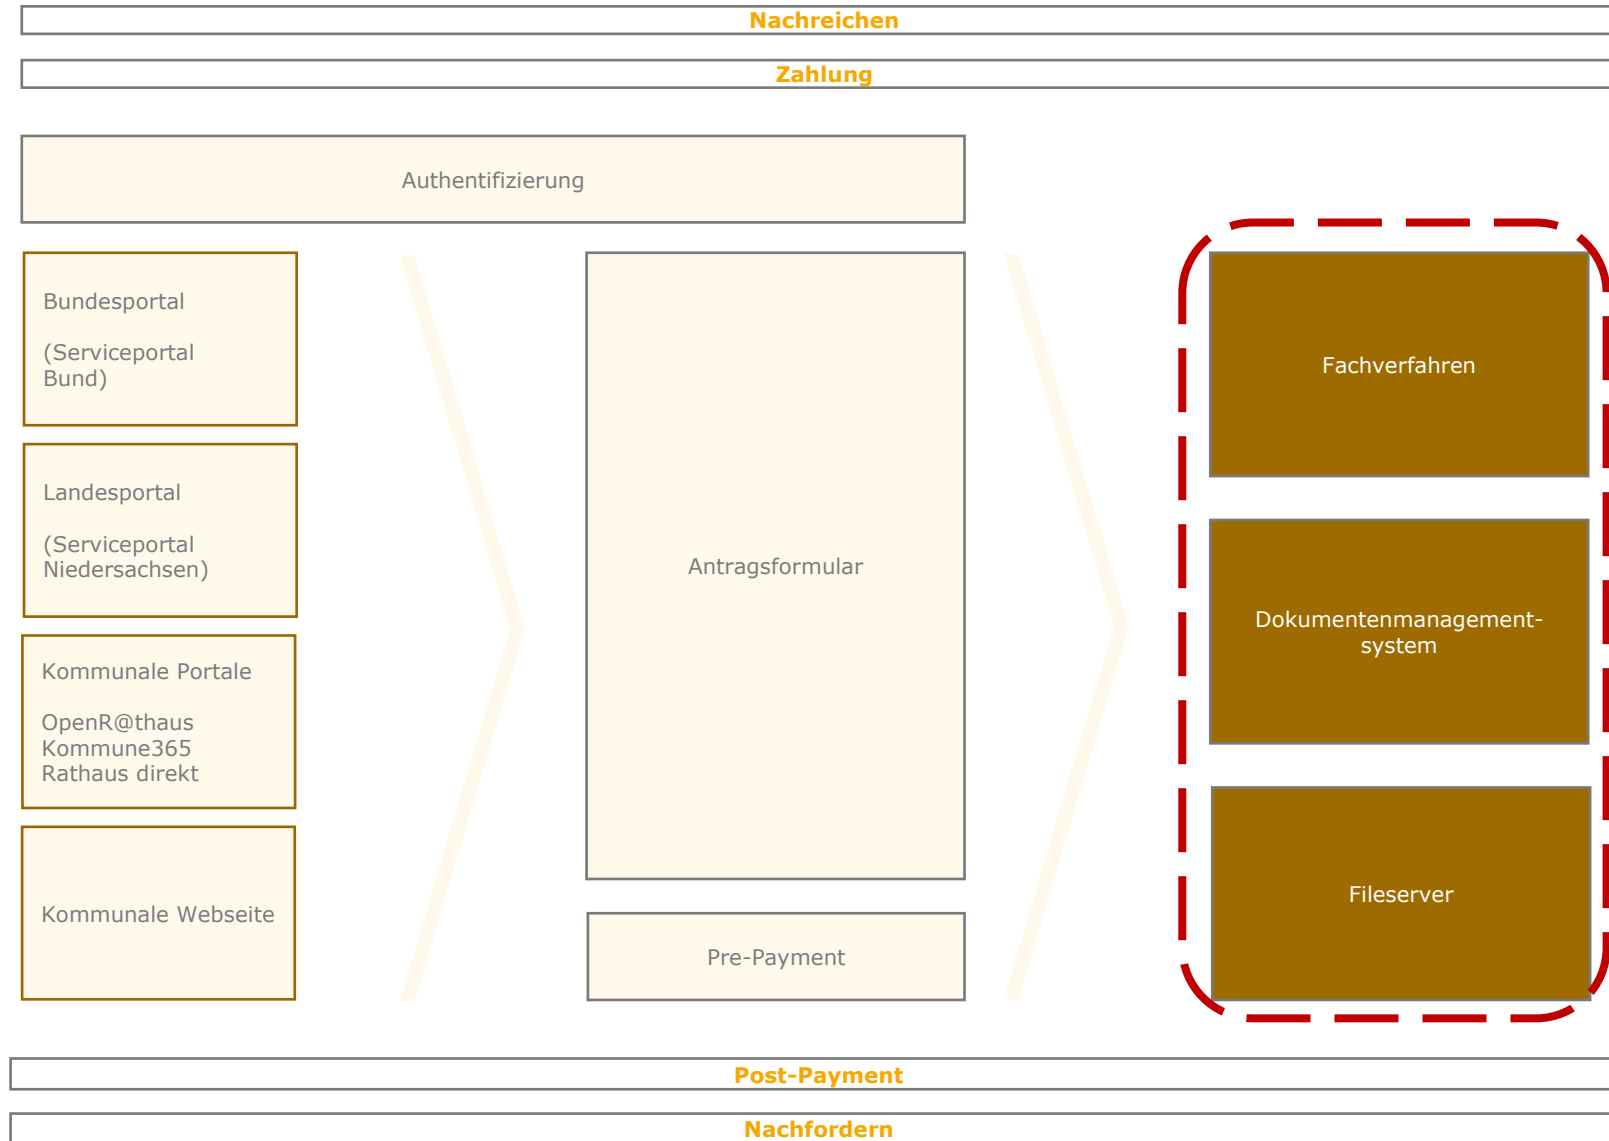 Nachreichen
Zahlung
Authentifizierung
Bundesportal
(Serviceportal
Bund)
Landesportal
(Serviceportal
Niedersachsen)
Kommunale Portale
OpenR@thaus
Kommune365
Rathaus direkt
Kommunale Webseite
Antragsformular
Pre-Payment
Fachverfahren
Dokumentenmanagement-
system
Fileserver
Post-Payment
Nachfordern